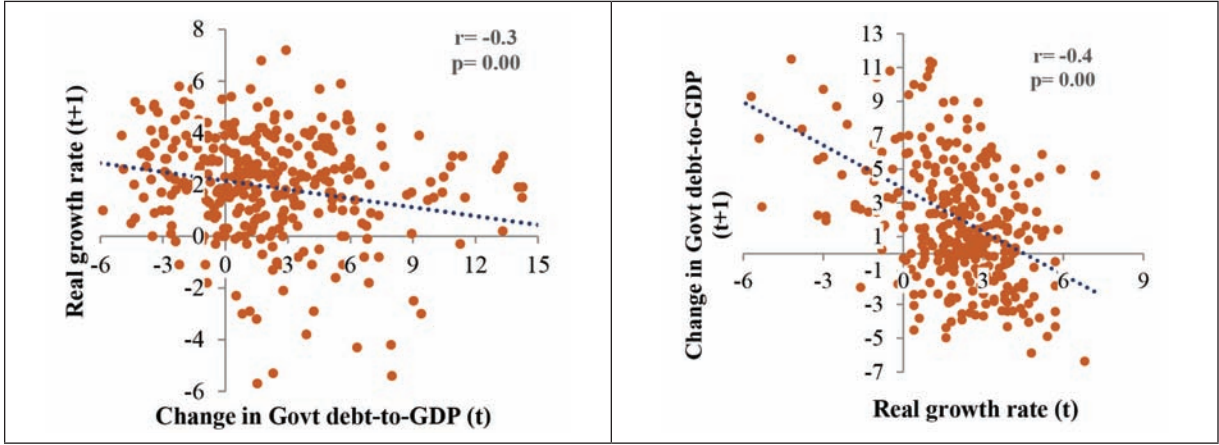 r= -0.3
p= 0.00
8
6
4
2
0
-2
-4
-6
-6 -3 0 3 6 9 12 15
Real growth rate (t+1)
Change in Govt debt-to-GDP (t)
r= -0.4
p= 0.00
13
11
9
7
5
3
1
-1
-3
-5
-7
-6 -3 0 3 6 9
Change in Govt debt-to-GDP
(t+1)
Real growth rate (t)